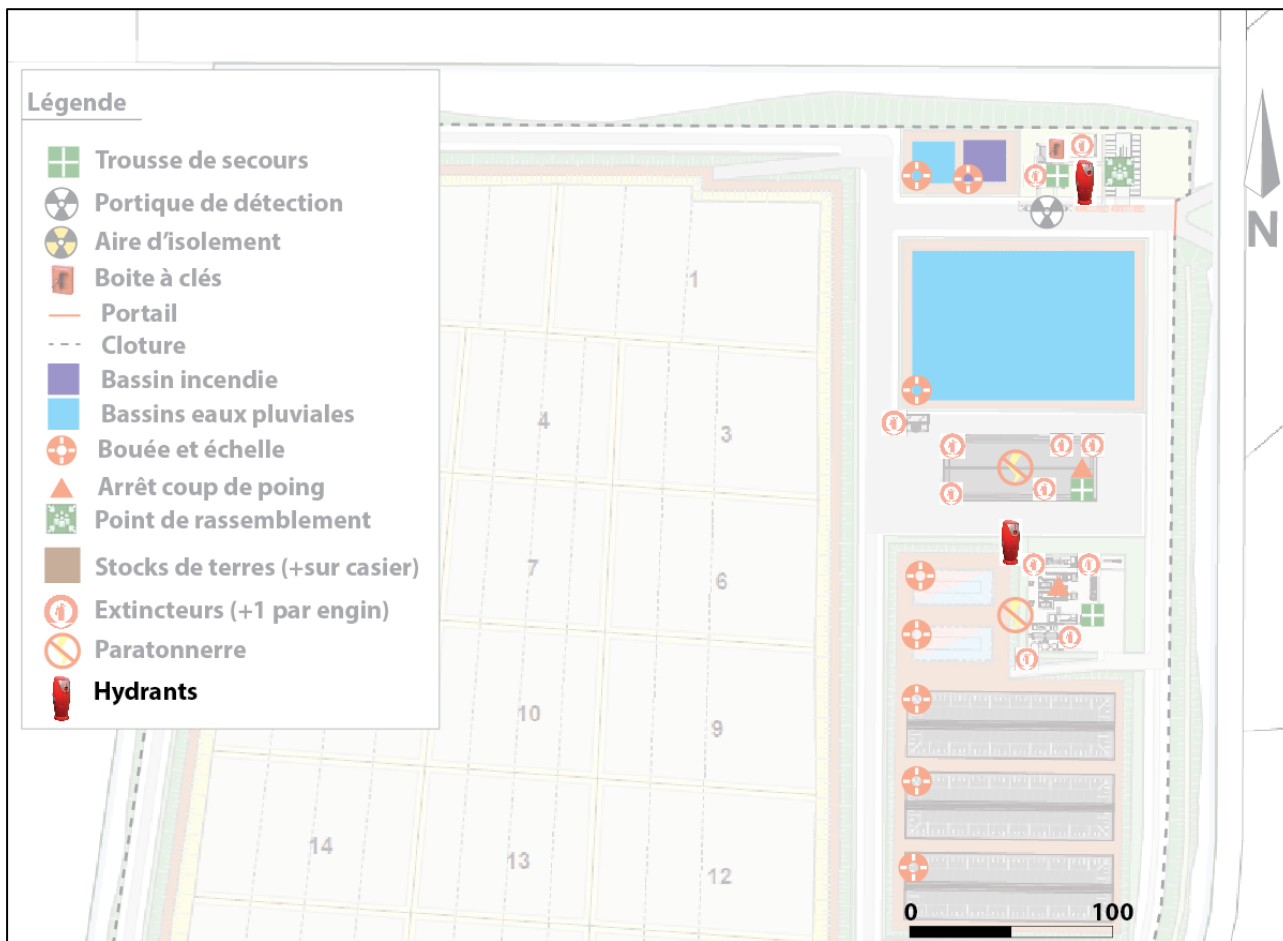 Légende
Trousse de secours
Portique de détection
Aire d'isolement
Boite à clés
Portail
Cloture
Bassin incendie
Bassins eaux pluviales
Bouée et échelle
Arrêt coup de poing
Point de rassemblement
Stocks de terres (+sur casier)
Extincteurs (+1 par engin)
Paratonnerre
Hydrants
N
1
4
3
7
6
10
9
14
13
12
0 100